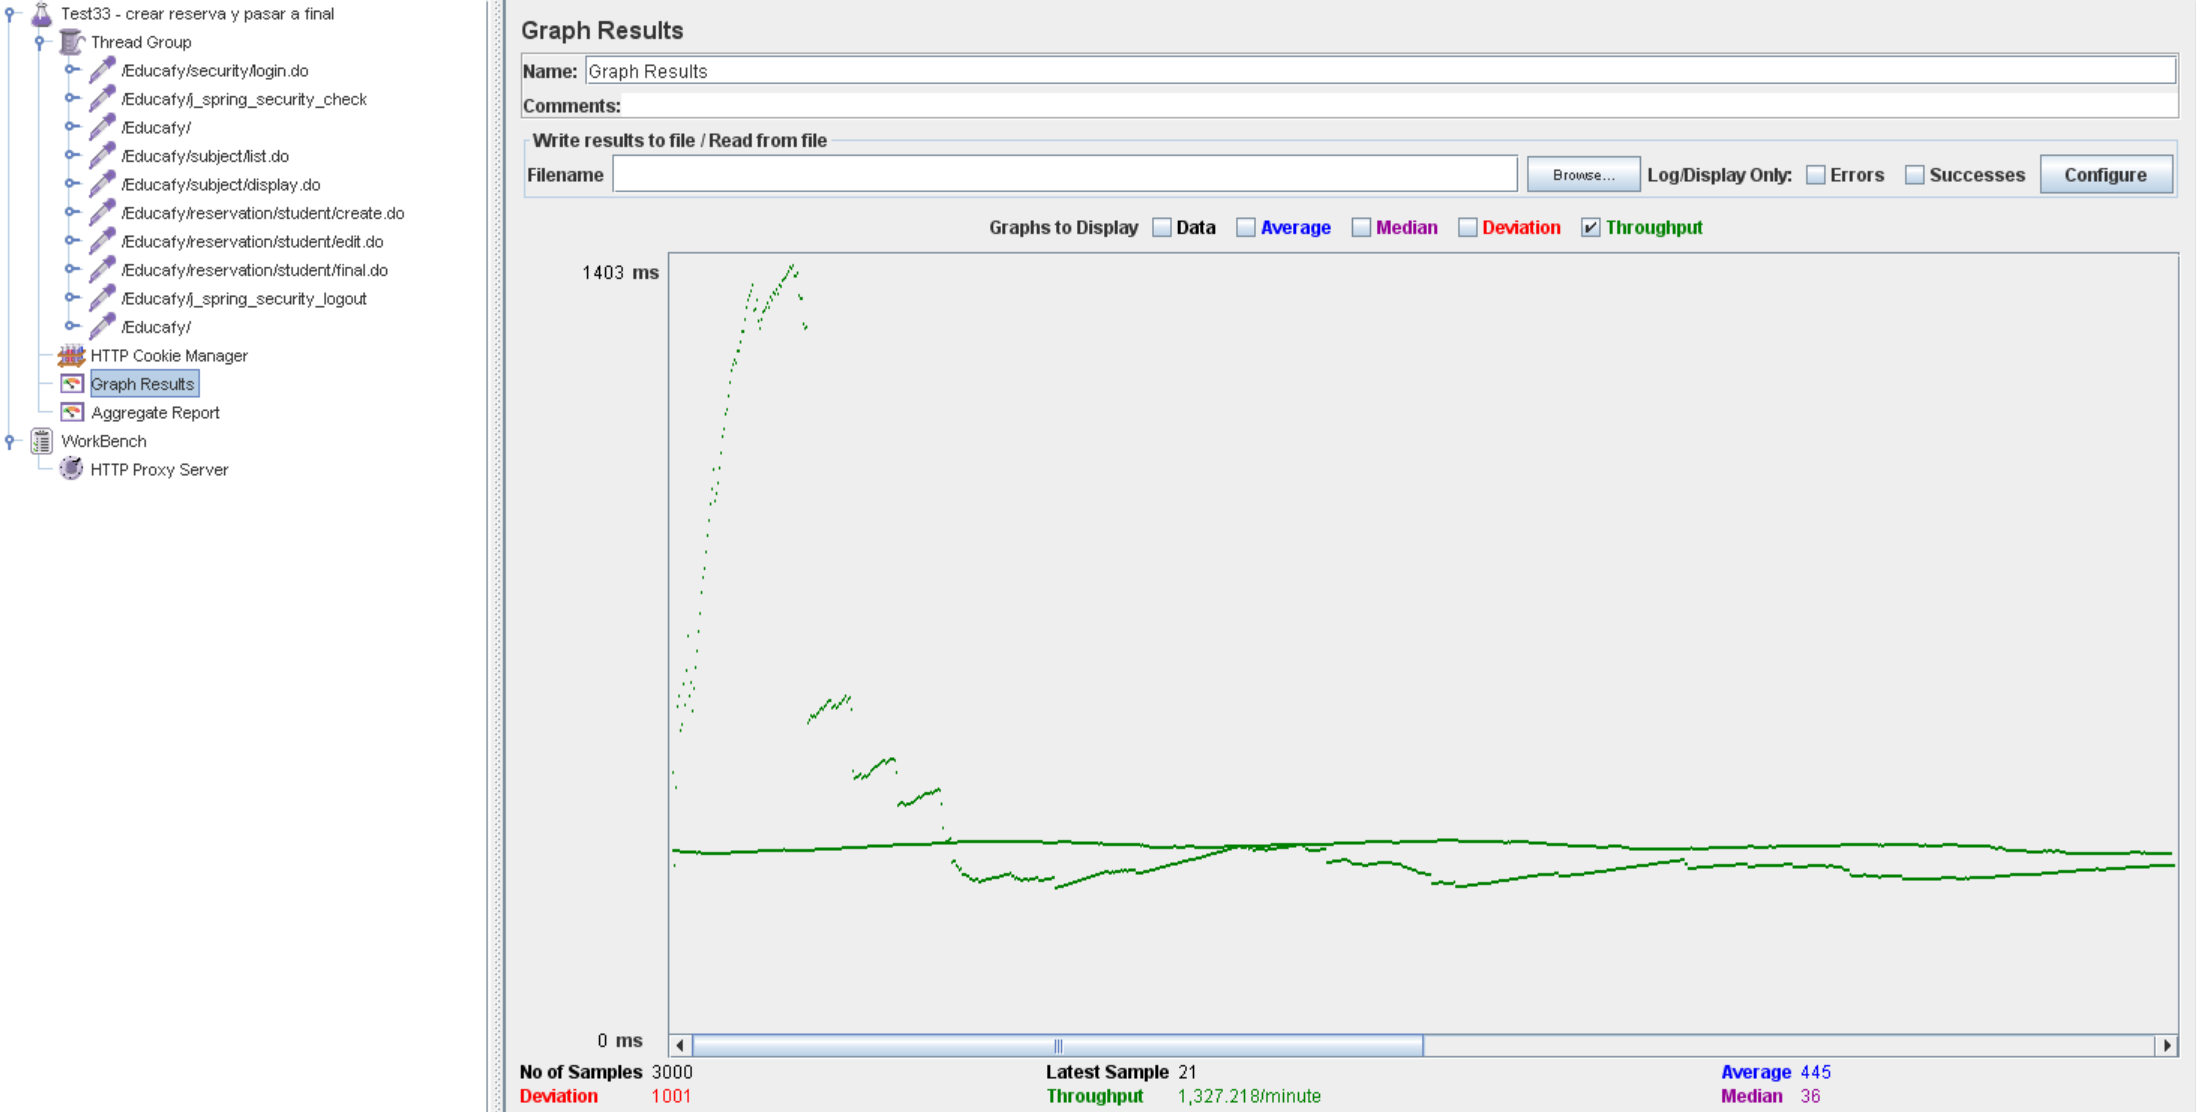 Test33 - crear reserva y pasar a final
Thread Group
/Educafy/security/login.do
/Educafy/j_spring_security_check
/Educafy/
/Educafy/subject/list.do
/Educafy/subject/display.do
/Educafy/reservation/student/create.do
/Educafy/reservation/student/edit.do
/Educafy/reservation/student/final.do
/Educafy/j_spring_security_logout
/Educafy/
HTTP Cookie Manager
Graph Results
Aggregate Report
WorkBench
HTTP Proxy Server
Graph Results
Name: Graph Results
Comments:
Write results to file / Read from file
Filename Browse... Log/Display Only: Errors Successes Configure
Graphs to Display Data Average Median Deviation Throughput
1403 ms
0 ms
No of Samples 3000 Latest Sample 21 Average 445
Deviation 1001 Throughput 1,327.218/minute Median 36